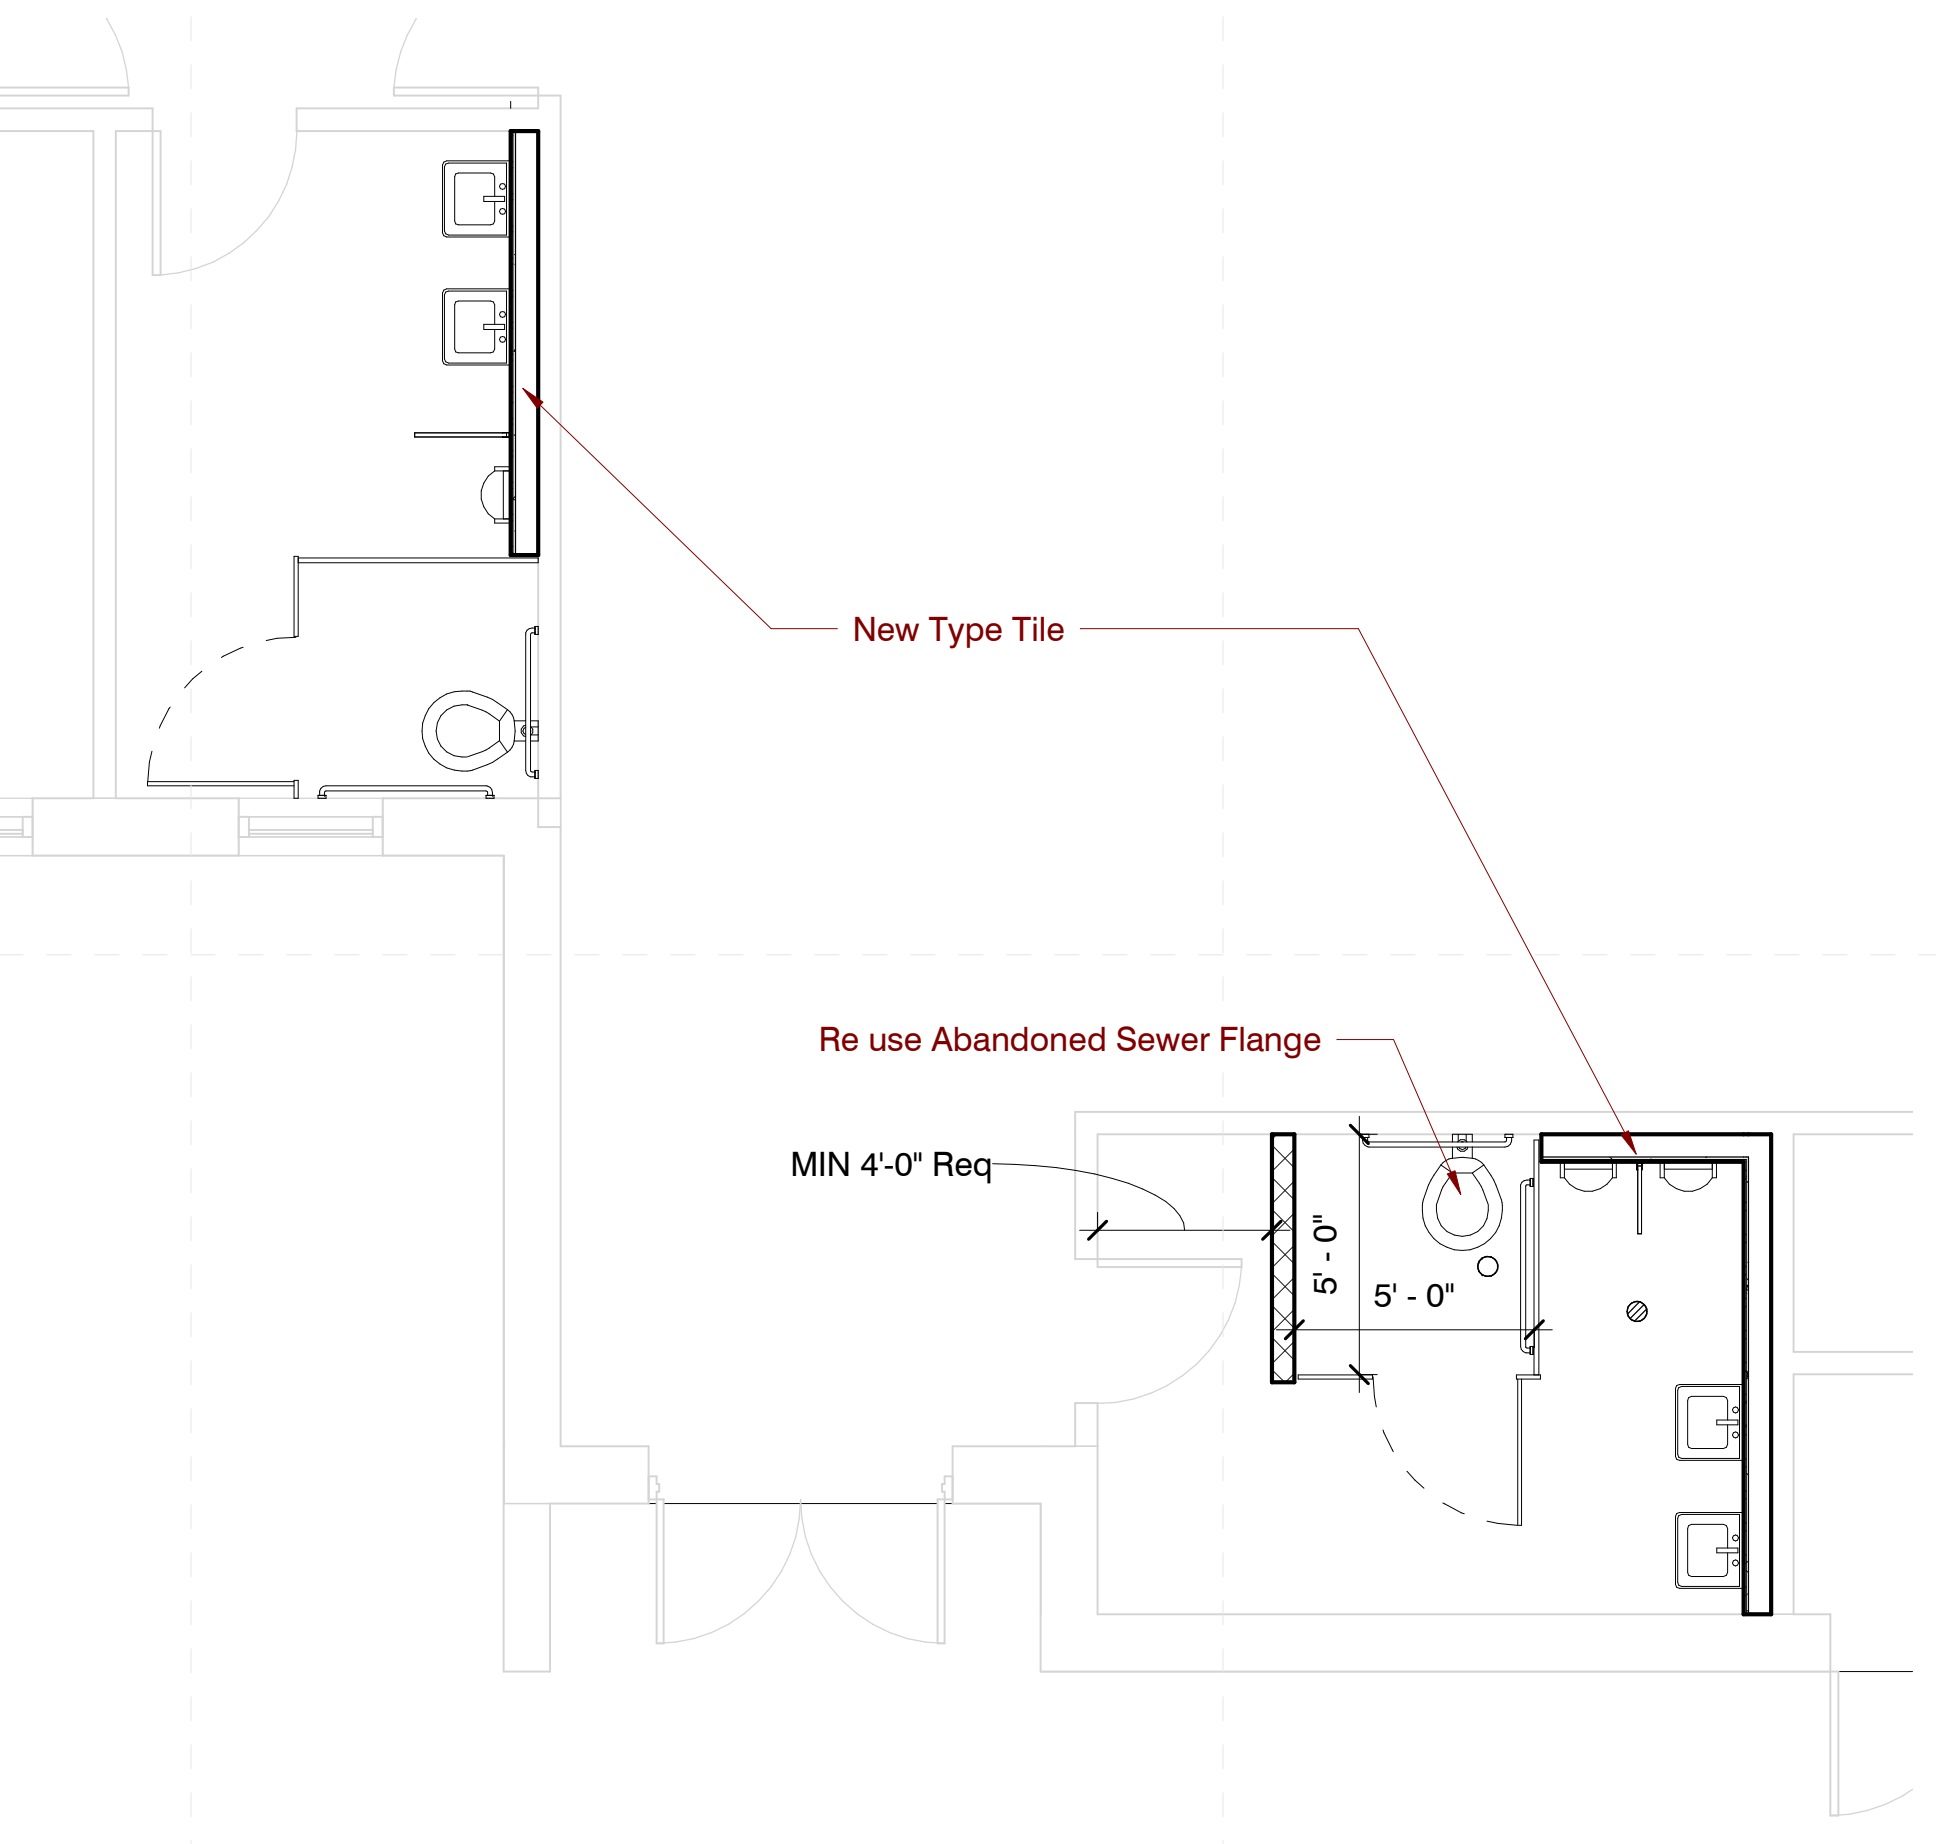 New Type Tile
Re use Abandoned Sewer Flange
MIN 4'-0" Req
5' - 0"
5' - 0"